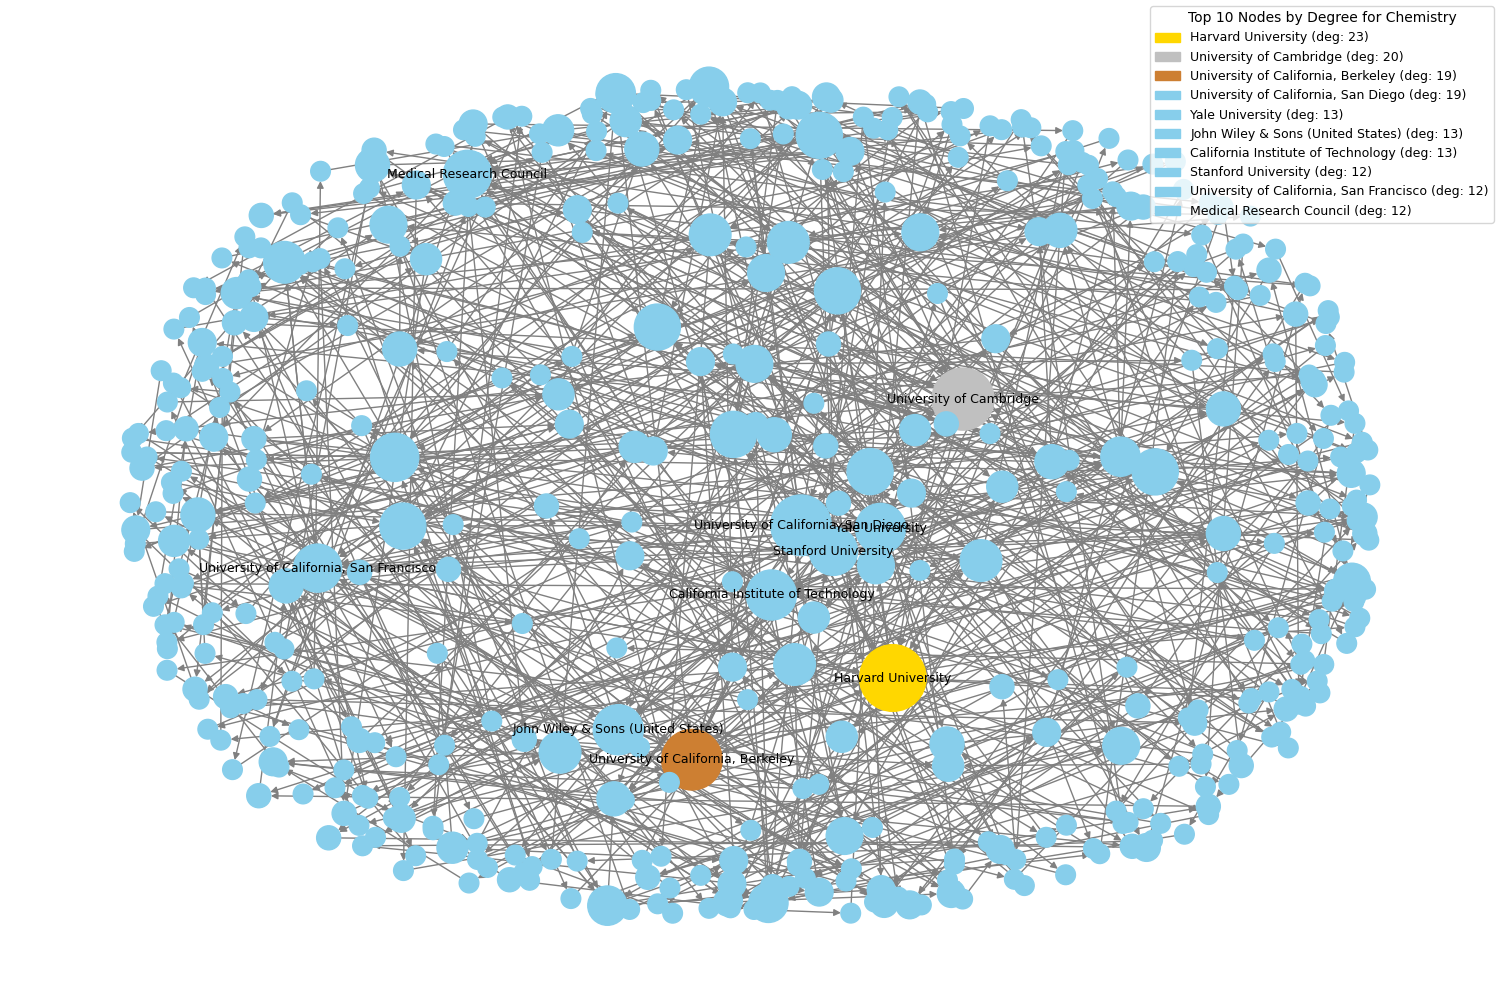 Top 10 Nodes by Degree for Chemistry
Harvard University (deg: 23)
University of Cambridge (deg: 20)
University of California, Berkeley (deg: 19)
University of California, San Diego (deg: 19)
Yale University (deg: 13)
John Wiley & Sons (United States) (deg: 13)
California Institute of Technology (deg: 13)
Stanford University (deg: 12)
University of California, San Francisco (deg: 12)
Medical Research Council (deg: 12)
Medical Research Council
University of Cambridge
University of California, San Diego
Yale University
Stanford University
University of California, San Francisco
California Institute of Technology
Harvard University
John Wiley & Sons (United States)
University of California, Berkeley